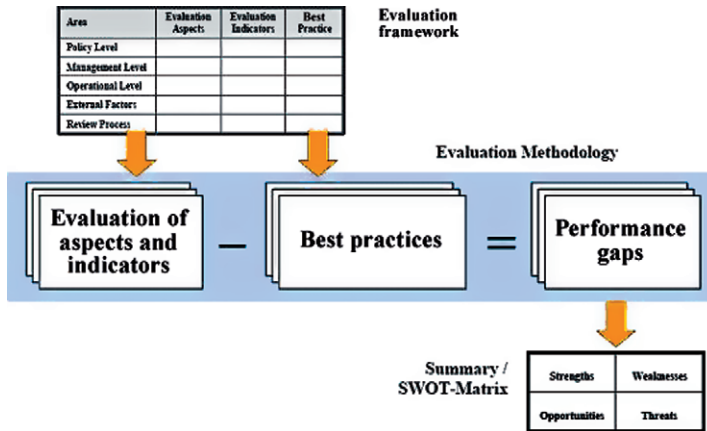 Area Evaluation Aspects Evaluation Indicators Best Practice
Policy Level
Management Level
Operational Level
External Factors
Review Process
Evaluation
framework
Evaluation Methodology
Evaluation of
aspects and
indicators
–
Best practices
=
Performance
gaps
Summary /
SWOT-Matrix
Strengths Weaknesses
Opportunities Threats